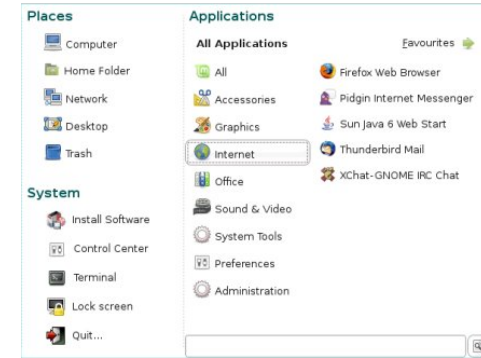 Places
Computer
Home Folder
Network
Desktop
Trash
System
Install Software
Control Center
Terminal
Lock screen
Quit...
Applications
All Applications
Favourites
All
Accessories
Graphics
Internet
Office
Sound & Video
System Tools
Preferences
Administration
Firefox Web Browser
Pidgin Internet Messenger
Sun Java 6 Web Start
Thunderbird Mail
XChat-GNOME IRC Chat